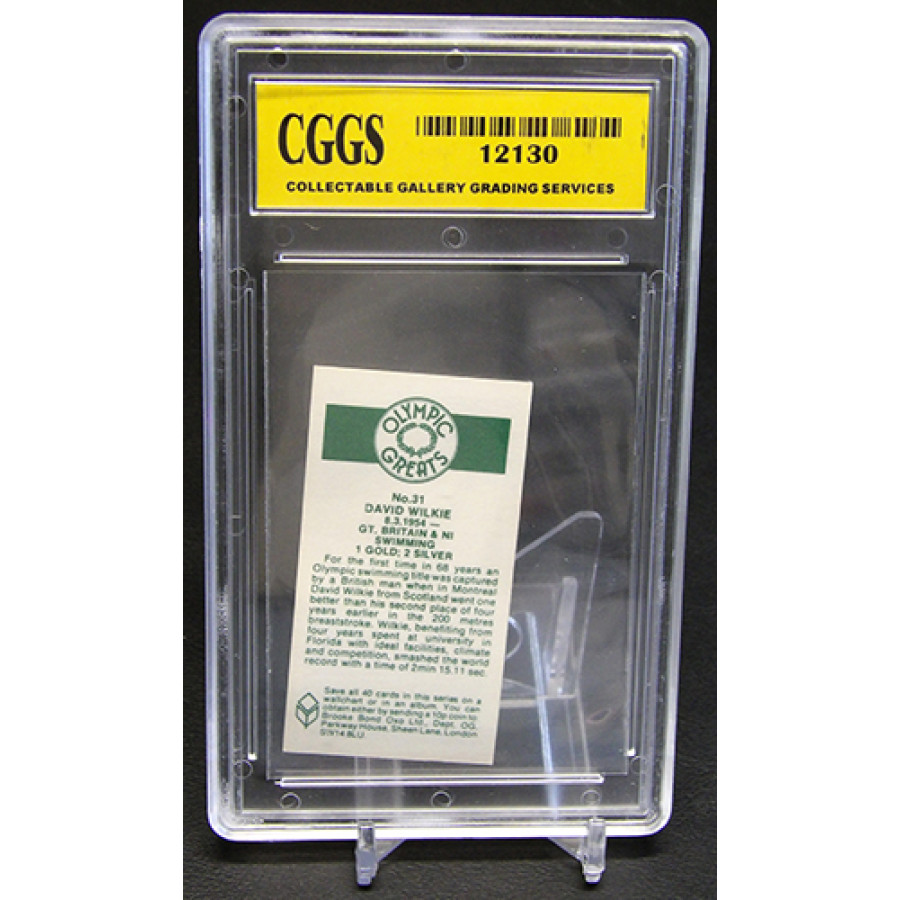 CGGS
12130
COLLECTABLE GALLERY GRADING SERVICES
OLYMPIC
GREATS
No.31
DAVID WILKIE
8.3.1954 —
GT. BRITAIN & NI
SWIMMING
1 GOLD; 2 SILVER
For the first time in 68 years an
Olympic swimming title was captured
by a British man when in Montreal
David Wilkie from Scotland went one
better than his second place of four
years earlier in the 200 metres
breaststroke. Wilkie, benefiting from
four years spent at university in
Florida with ideal facilities, climate
and competition, smashed the world
record with a time of 2min 15.11 sec.
Save all 40 cards in this series on a
wallchart or in an album. You can
obtain either by sending a 10p coin to
Brooke Bond Oxo Ltd., Dept. OG,
Parkway House, Sheen Lane, London
SW14 8LU.